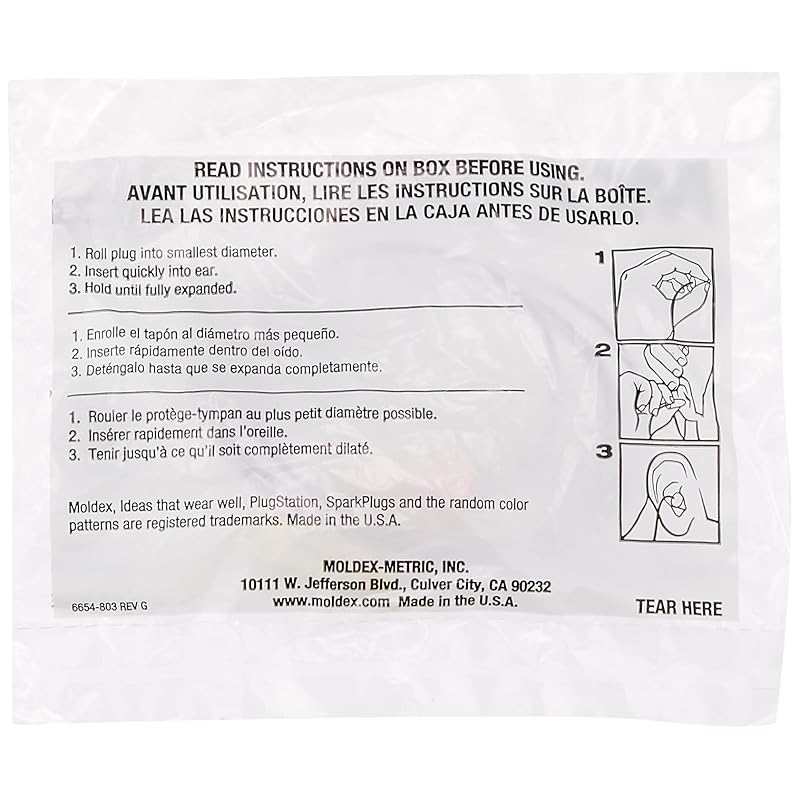 READ INSTRUCTIONS ON BOX BEFORE USING.
AVANT UTILISATION, LIRE LES INSTRUCTIONS SUR LA BOÎTE.
LEA LAS INSTRUCCIONES EN LA CAJA ANTES DE USARLO.
1. Roll plug into smallest diameter.
2. Insert quickly into ear.
3. Hold until fully expanded.
1. Enrolle el tapón al diámetro más pequeño.
2. Inserte rápidamente dentro del oído.
3. Deténgalo hasta que se expanda completamente.
1. Rouler le protège-tympan au plus petit diamètre possible.
2. Insérer rapidement dans l'oreille.
3. Tenir jusqu'à ce qu'il soit complètement dilaté.
1
2
3
Moldex, Ideas that wear well, PlugStation, SparkPlugs and the random color
patterns are registered trademarks. Made in the U.S.A.
MOLDEX-METRIC, INC.
10111 W. Jefferson Blvd., Culver City, CA 90232
www.moldex.com Made in the U.S.A.
6654-803 REV G
TEAR HERE